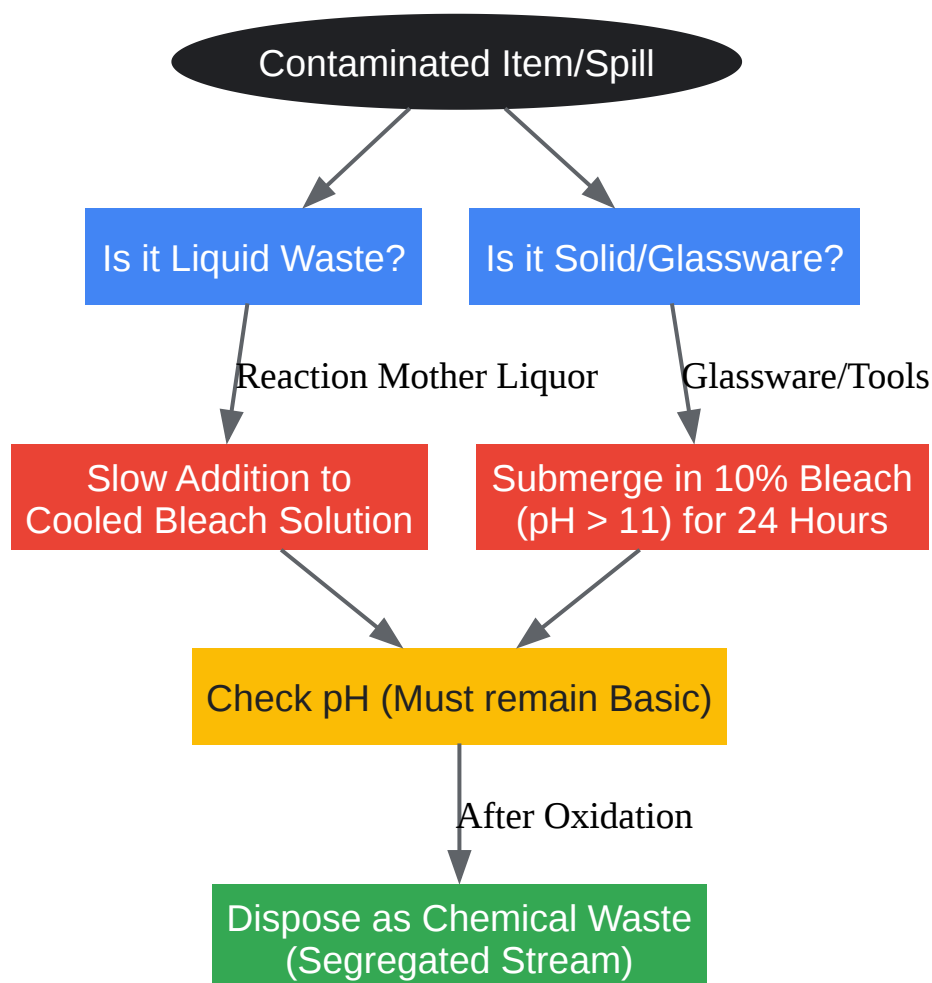 Contaminated Item/Spill
Is it Liquid Waste?
Is it Solid/Glassware?
Reaction Mother Liquor
Glassware/Tools
Slow Addition to
Cooled Bleach Solution
Submerge in 10% Bleach
(pH > 11) for 24 Hours
Check pH (Must remain Basic)
After Oxidation
Dispose as Chemical Waste
(Segregated Stream)